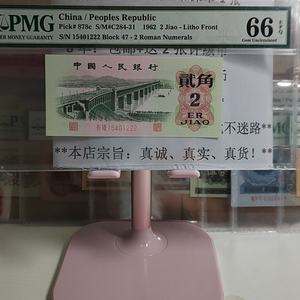 PMG
China / Peoples Republic
Pick# 878c S/M#C284-31 1962 2 Jiao - Litho Front
S/N 15401222 Block 47 - 2 Roman Numerals
66 EPQ
Gem Uncirculated
中国人民银行
贰角
2
ER
JIAO
15401222
不迷路**
**本店宗旨：真诚、真实、真货！